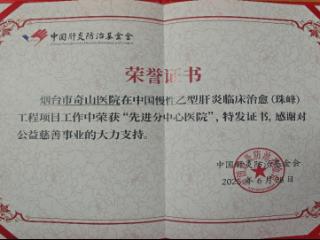 中国肝炎防治基金会
荣誉证书
烟台市奇山医院在中国慢性乙型肝炎临床治愈(珠峰)
工程项目工作中荣获“先进分中心医院”，特发证书，感谢对
公益慈善事业的大力支持。
中国肝炎防治基金会